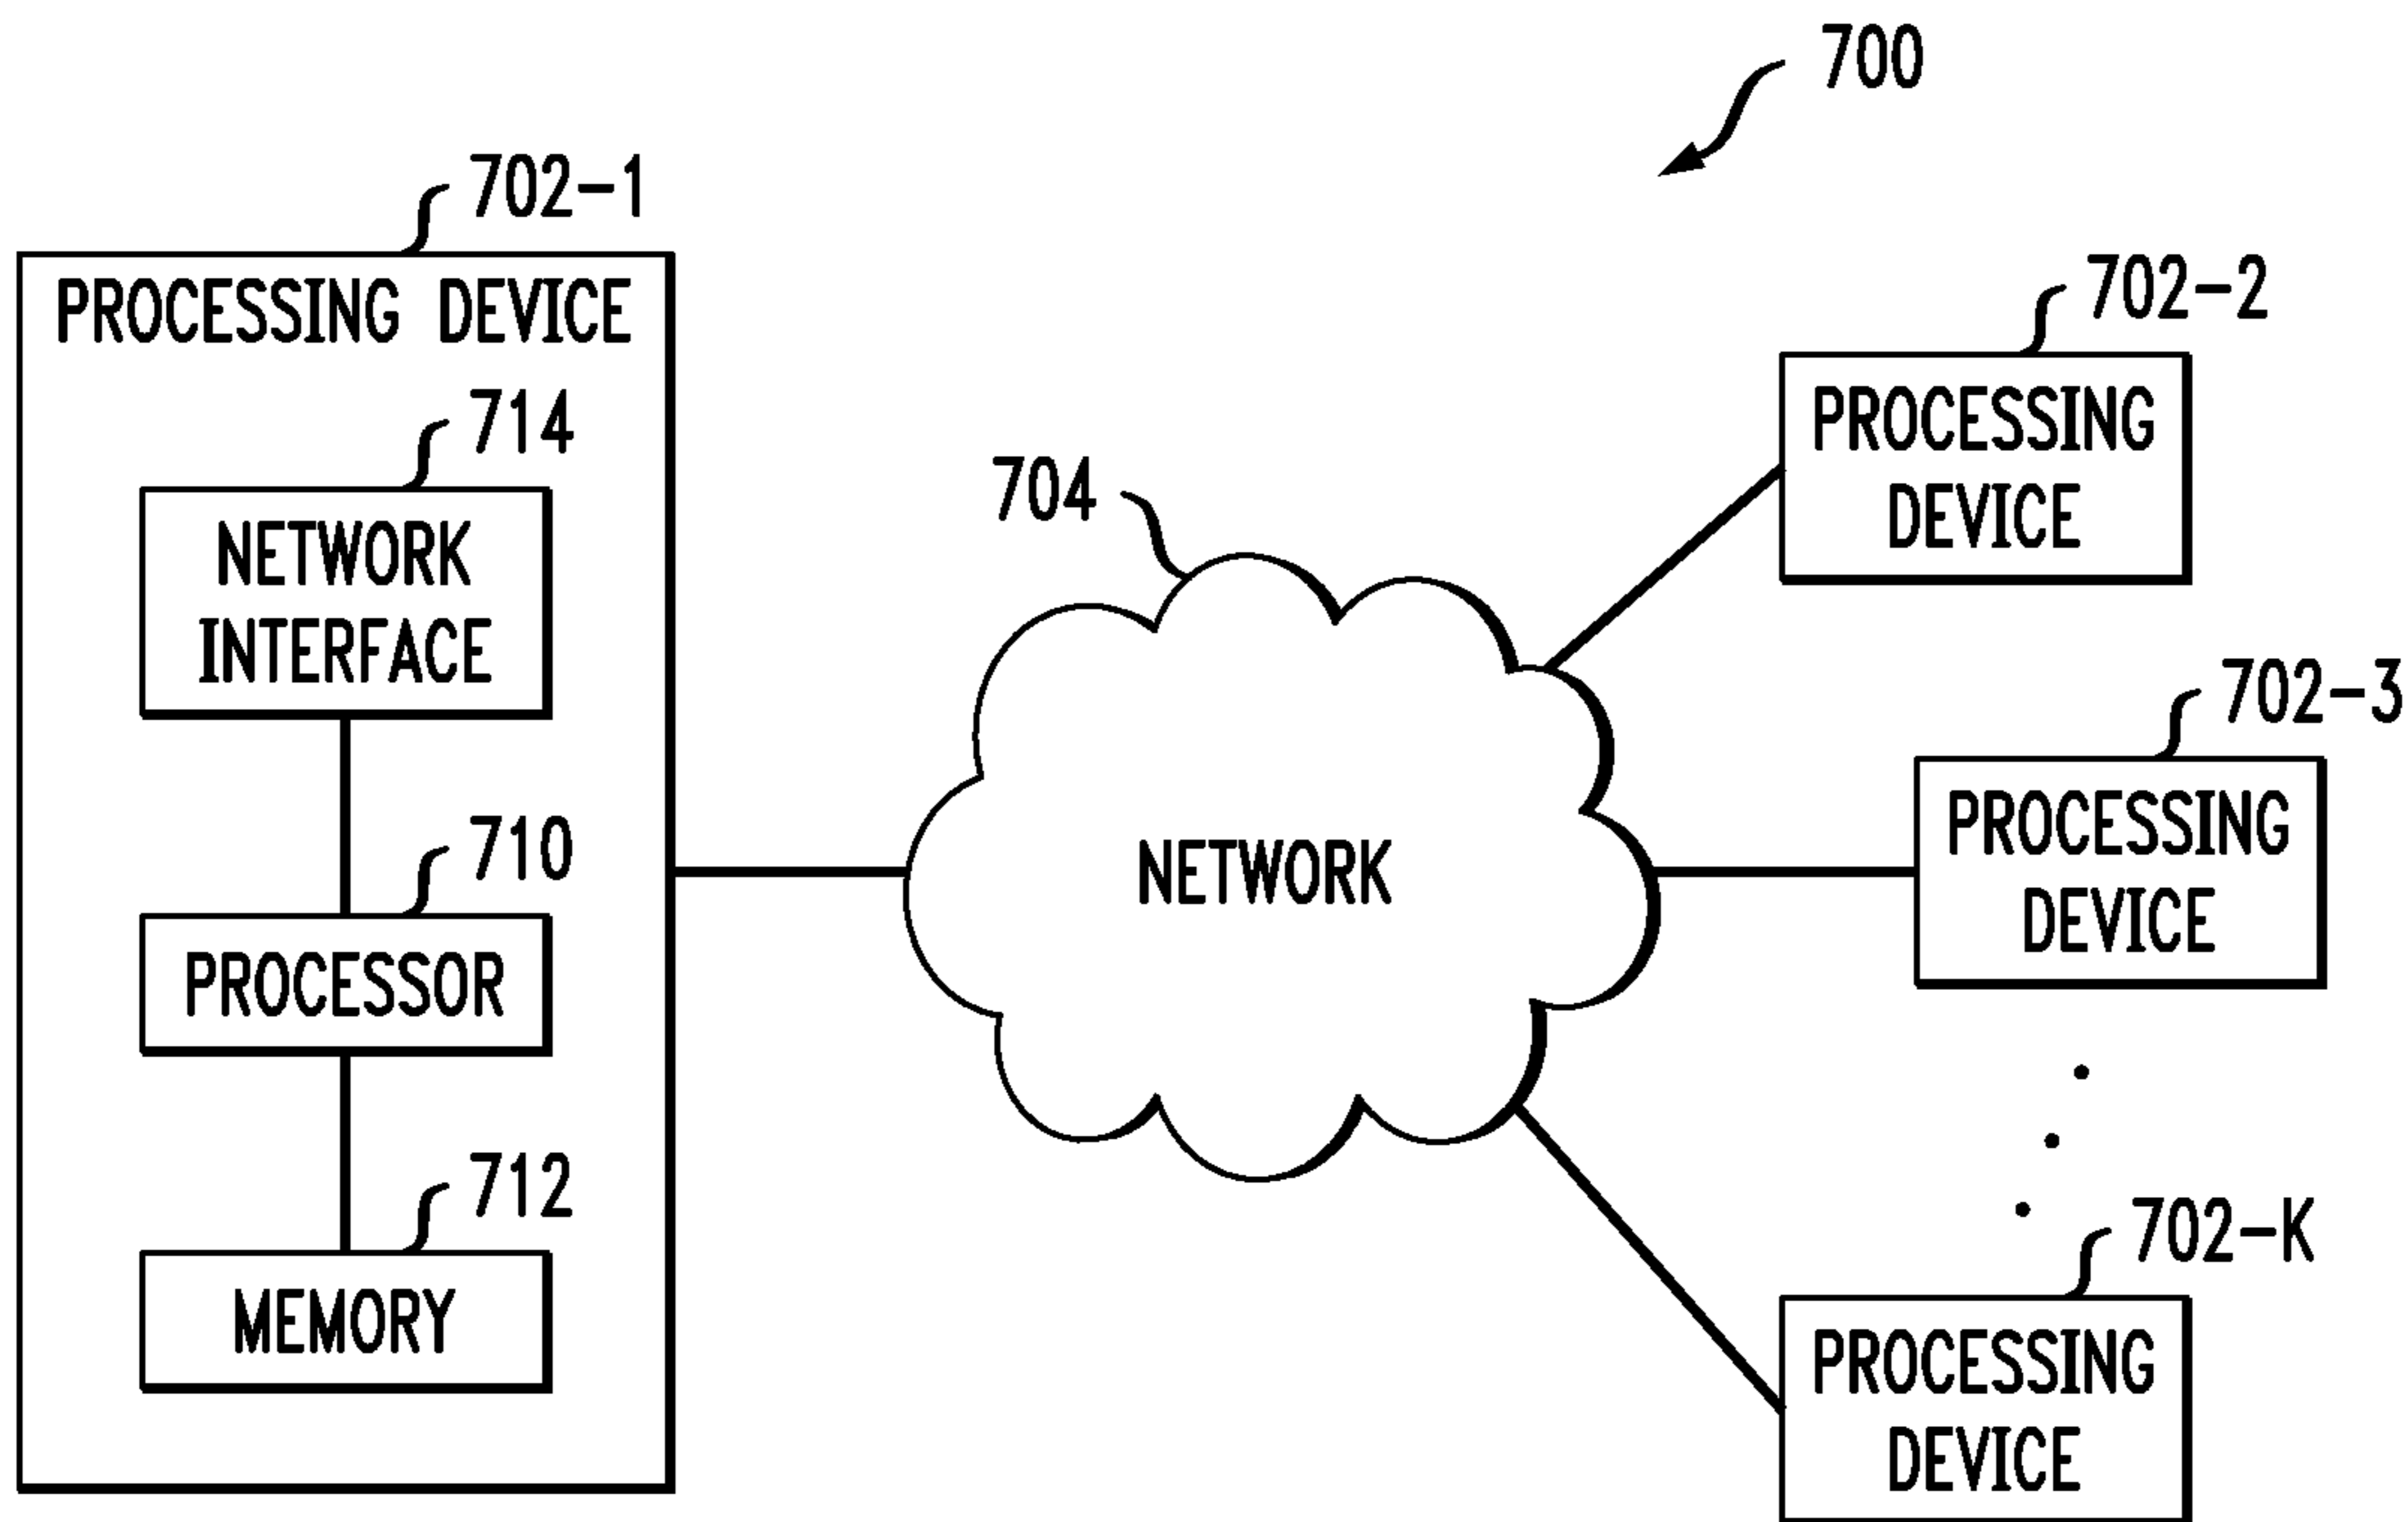 700
702-1
PROCESSING DEVICE
714
NETWORK
INTERFACE
710
PROCESSOR
712
MEMORY
704
NETWORK
702-2
PROCESSING
DEVICE
702-3
PROCESSING
DEVICE
702-K
PROCESSING
DEVICE